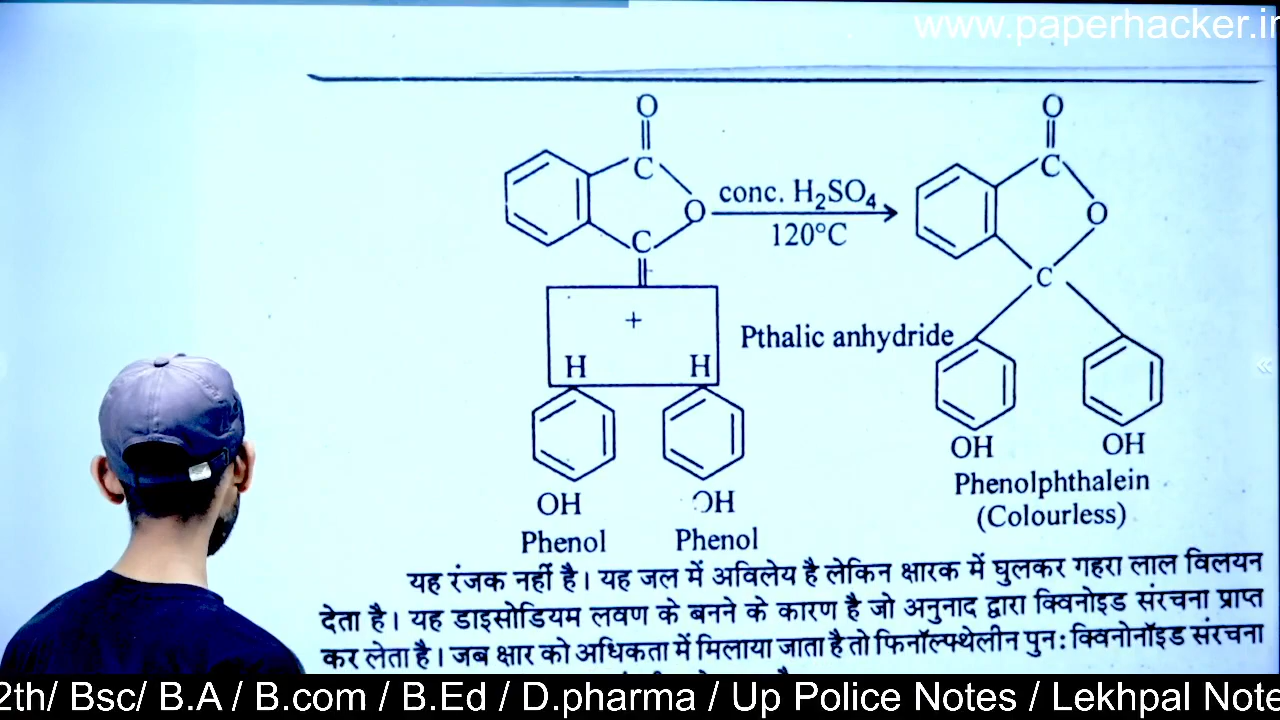 www.paperhacker.in
O
O
C
C
O
conc. H₂SO₄
O
120°C
C
C
+
Pthalic anhydride
H
H
OH
OH
OH
OH
Phenolphthalein
(Colourless)
Phenol
Phenol
यह रंजक नहीं है। यह जल में अविलेय है लेकिन क्षारक में घुलकर गहरा लाल विलयन
देता है। यह डाइसोडियम लवण के बनने के कारण है जो अनुनाद द्वारा क्विनोइड संरचना प्राप्त
कर लेता है। जब क्षार को अधिकता में मिलाया जाता है तो फिनॉल्फ्थेलीन पुनः क्विनोनॉइड संरचना
2th/ Bsc/ B.A / B.com / B.Ed / D.pharma / Up Police Notes / Lekhpal Note